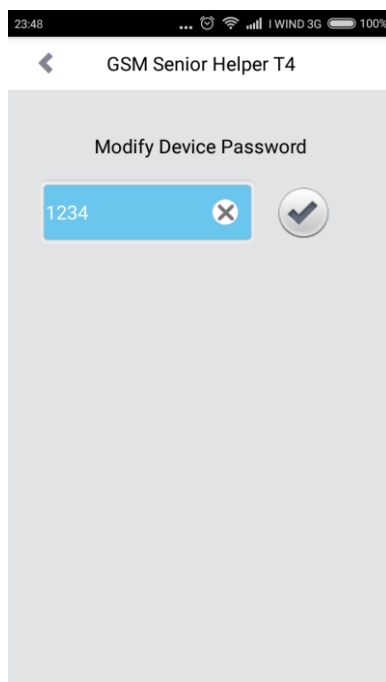 23:48 ... I WIND 3G 100%
GSM Senior Helper T4
Modify Device Password
1234